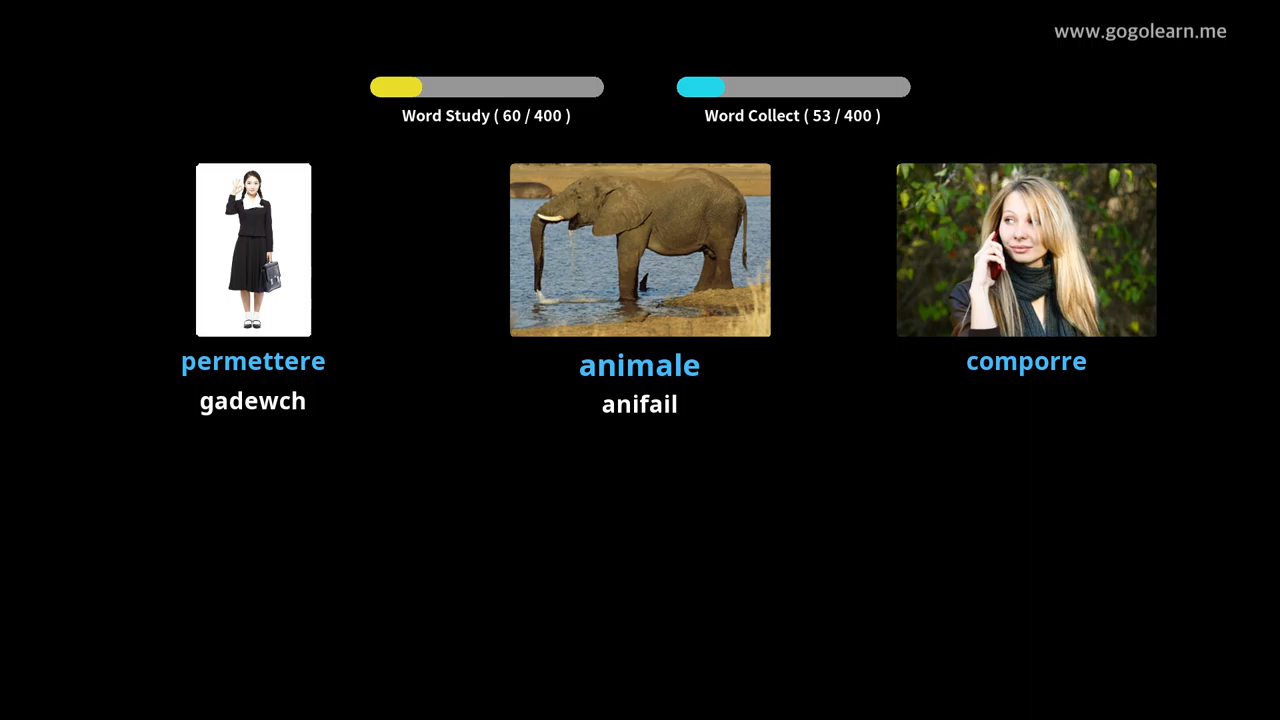 www.gogolearn.me
Word Study ( 60 / 400 )
Word Collect ( 53 / 400 )
permettere
animale
comporre
gadewch
anifail